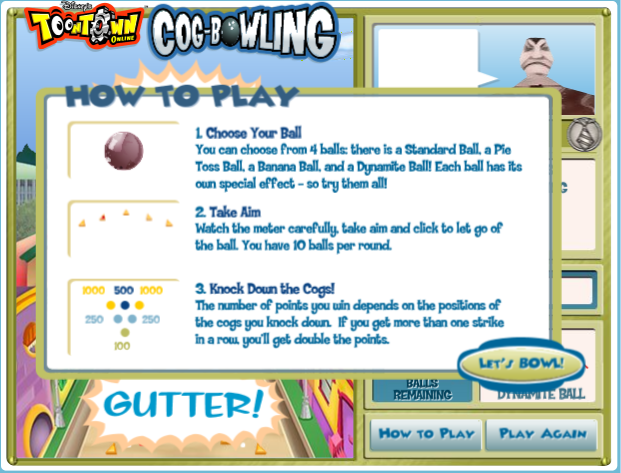 Disney's
TOONTOWN
ONLINE
COG-BOWLING
HOW TO PLAY
1. Choose Your Ball
You can choose from 4 balls: there is a Standard Ball, a Pie
Toss Ball, a Banana Ball, and a Dynamite Ball! Each ball has its
own special effect - so try them all!
2. Take Aim
Watch the meter carefully, take aim and click to let go of
the ball. You have 10 balls per round.
1000 500 1000
250 250
100
3. Knock Down the Cogs!
The number of points you win depends on the positions of
the cogs you knock down. If you get more than one strike
in a row, you'll get double the points.
LET'S BOWL!
GUTTER!
BALLS
REMAINING
DYNAMITE BALL
HOW TO PLAY
PLAY AGAIN